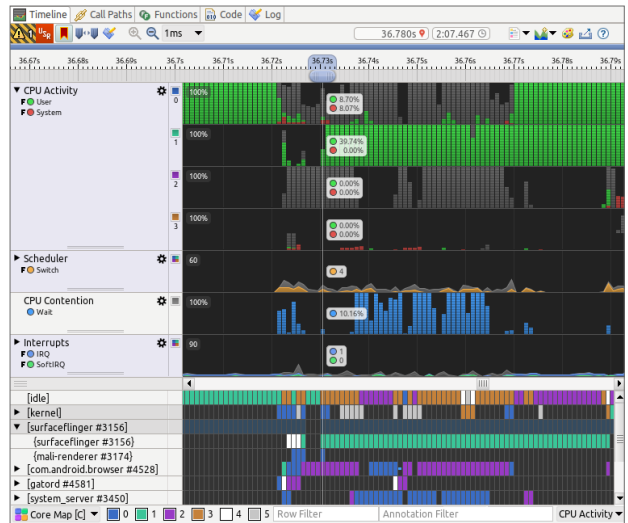 Timeline Call Paths Functions Code Log
1 USR 1ms 36.780s 2:07.467
36.67s 36.68s 36.69s 36.7s 36.71s 36.72s 36.73s 36.74s 36.75s 36.76s 36.77s 36.78s 36.79s
CPU Activity 0 100% 8.70%
F User 8.07%
F System
1 100% 39.74%
0.00%
2 100% 0.00%
0.00%
3 100% 0.00%
0.00%
Scheduler 60 4
F Switch
CPU Contention 100% 10.16%
Wait
Interrupts 90 1
F IRQ 0
F SoftIRQ
[idle]
[kernel]
[surfaceflinger #3156]
{surfaceflinger #3156}
{mali-renderer #3174}
[com.android.browser #4528]
[gatord #4581]
[system_server #3450]
Core Map [C] 0 1 2 3 4 5 Row Filter Annotation Filter CPU Activity